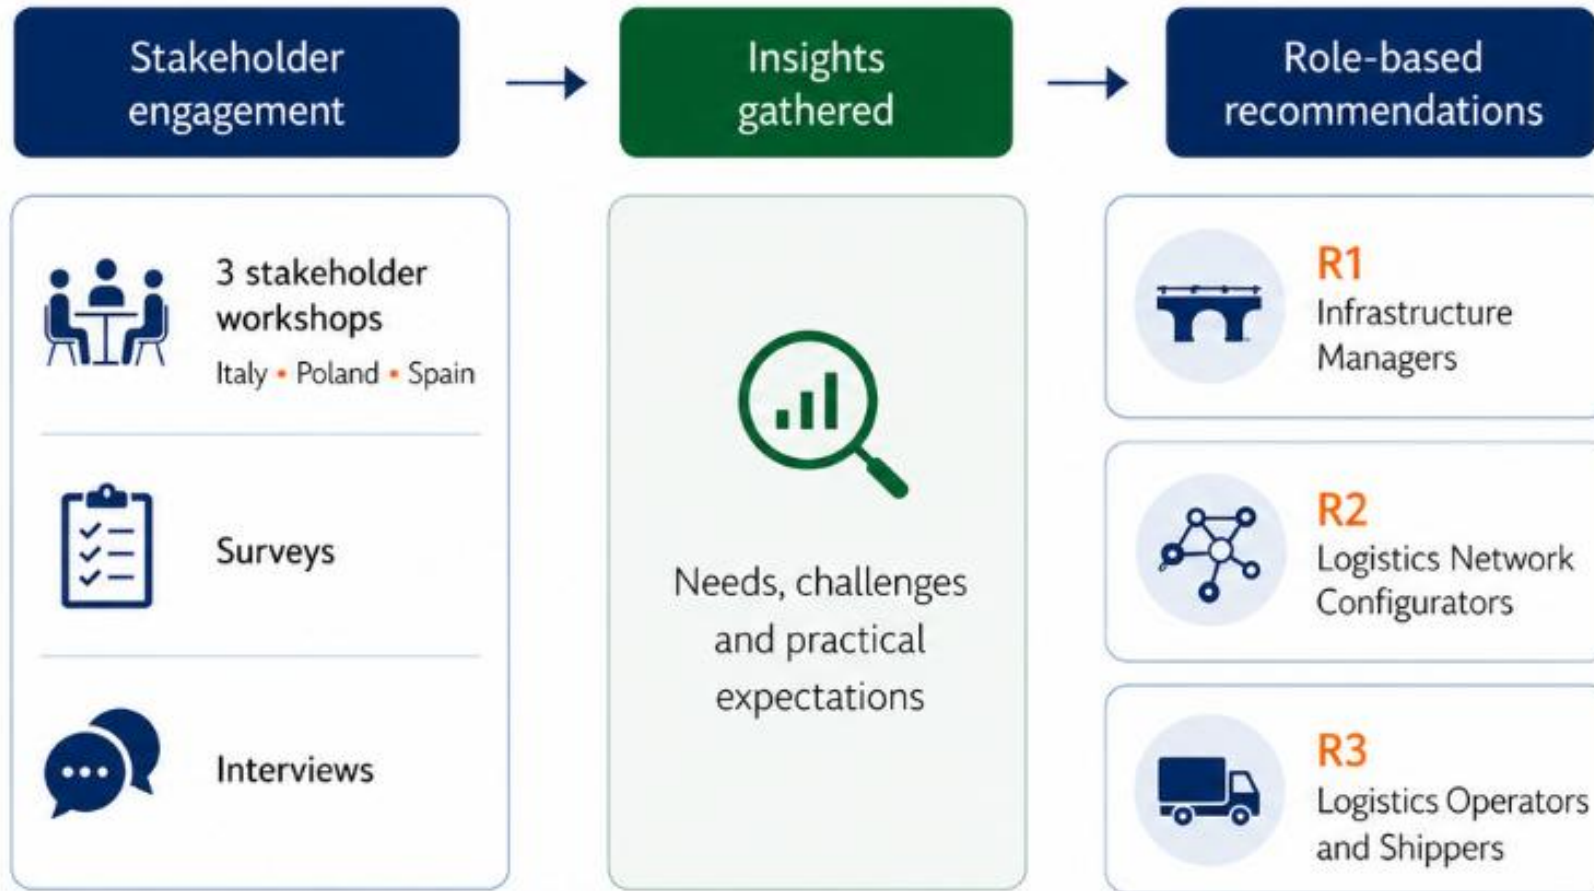 Stakeholder
engagement
Insights
gathered
Role-based
recommendations
3 stakeholder
workshops
Italy • Poland • Spain
Surveys
Interviews
Needs, challenges
and practical
expectations
R1
Infrastructure
Managers
R2
Logistics Network
Configurators
R3
Logistics Operators
and Shippers